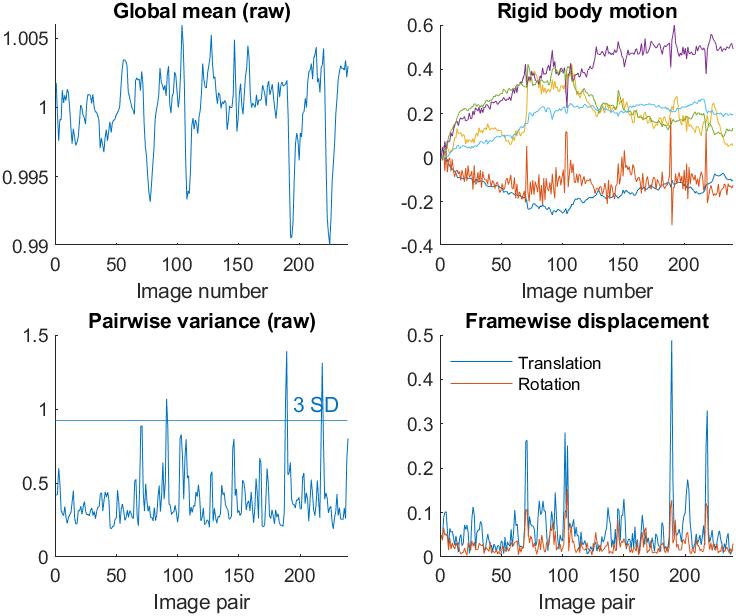 Global mean (raw)
1.005
1
0.995
0.99
0 50 100 150 200
Image number
Rigid body motion
0.6
0.4
0.2
0
-0.2
-0.4
0 50 100 150 200
Image number
Pairwise variance (raw)
1.5
1
0.5
0
3 SD
0 50 100 150 200
Image pair
Framewise displacement
0.5
0.4
0.3
0.2
0.1
0
Translation
Rotation
0 50 100 150 200
Image pair